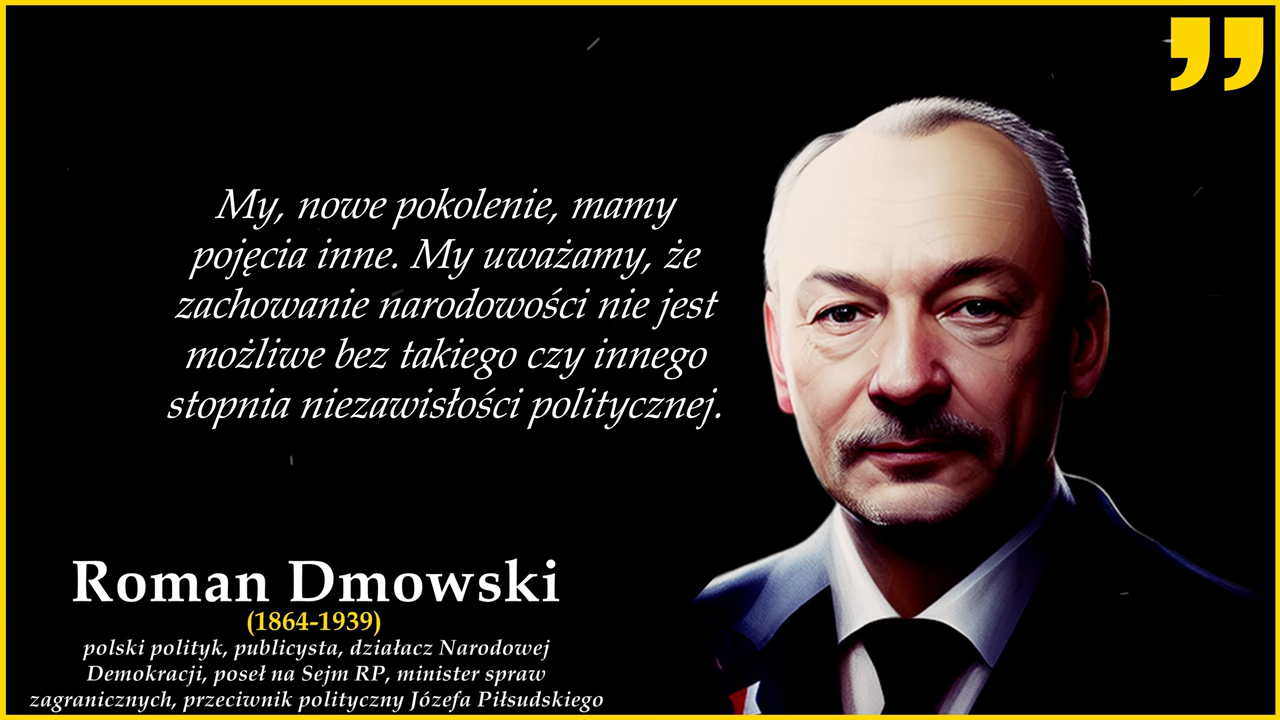 My, nowe pokolenie, mamy
pojęcia inne. My uważamy, że
zachowanie narodowości nie jest
możliwe bez takiego czy innego
stopnia niezawisłości politycznej.
Roman Dmowski
(1864-1939)
polski polityk, publicysta, działacz Narodowej
Demokracji, poseł na Sejm RP, minister spraw
zagranicznych, przeciwnik polityczny Józefa Piłsudskiego